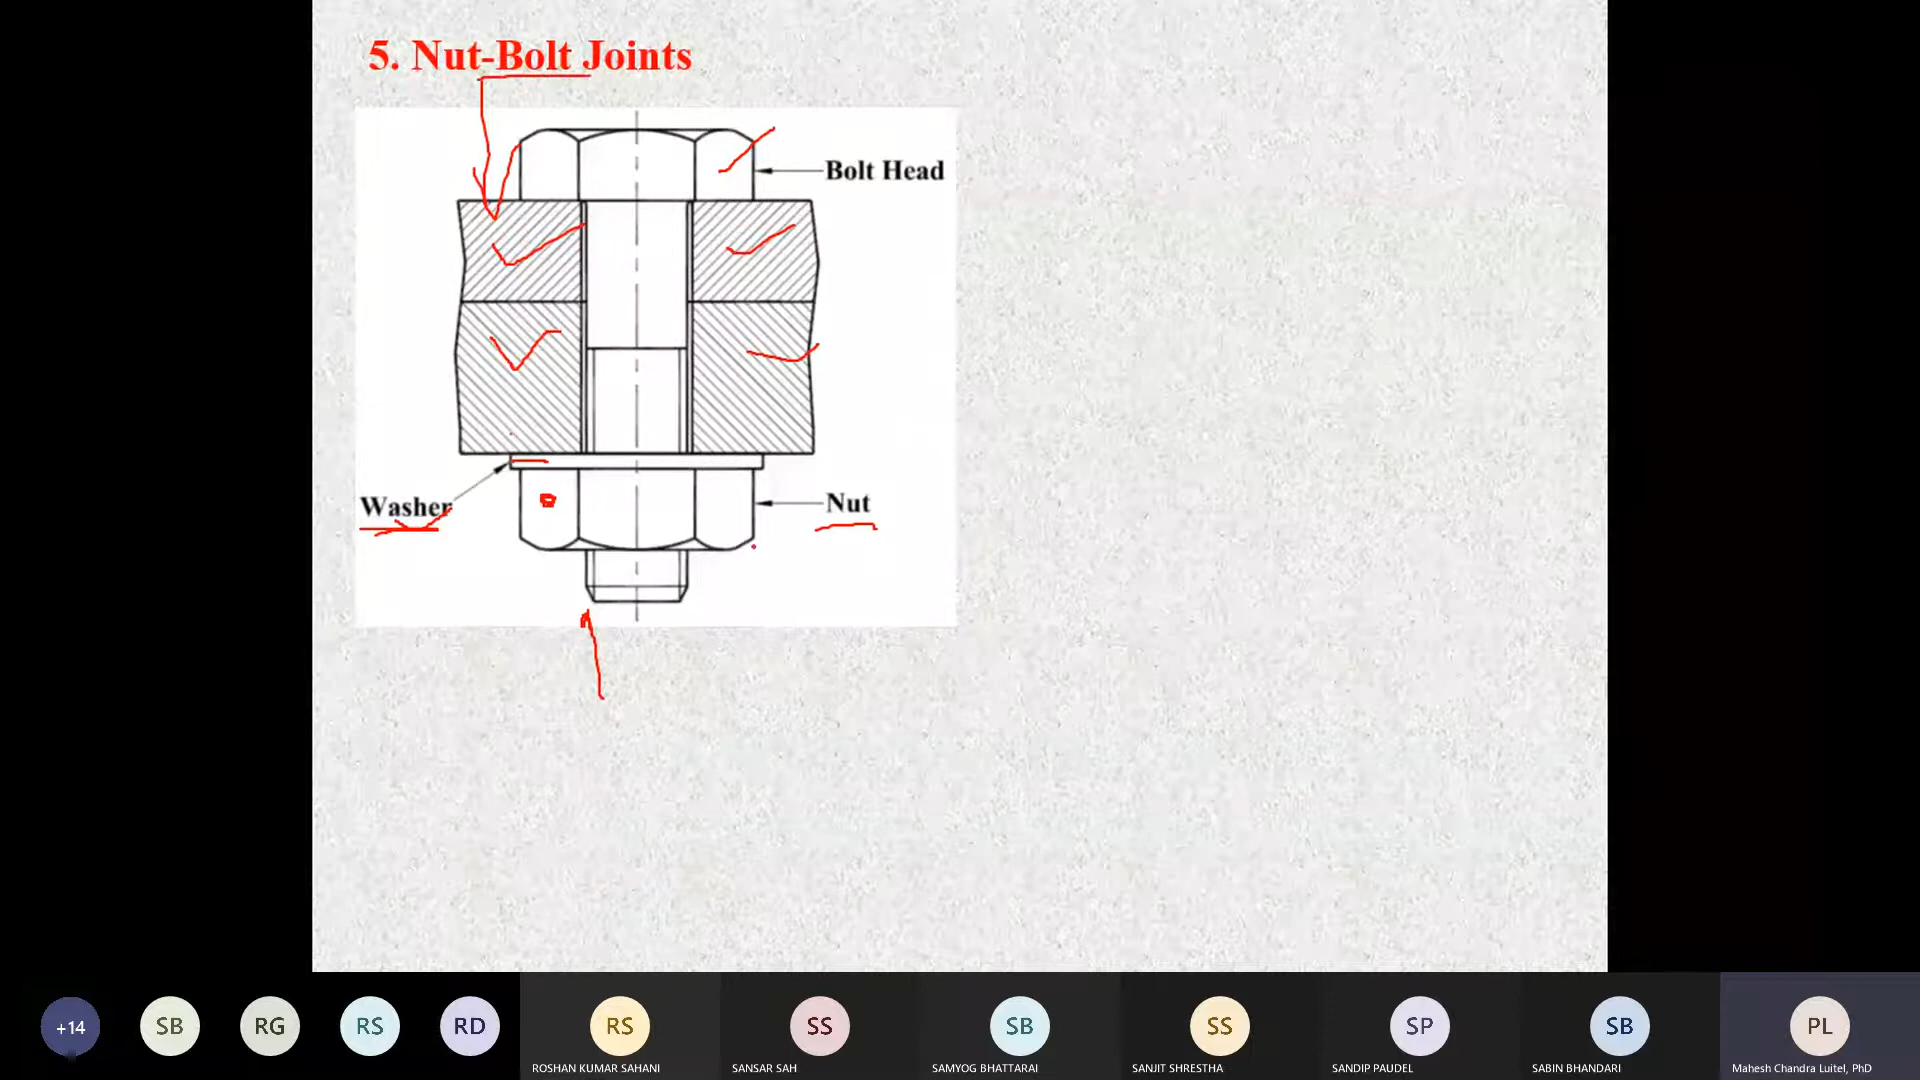 5. Nut-Bolt Joints
Bolt Head
Washer
Nut
+14
SB
RG
RS
RD
RS
SS
SB
SS
SP
SB
PL
ROSHAN KUMAR SAHANI
SANSAR SAH
SAMYOG BHATTARAI
SANJIT SHRESTHA
SANDIP PAUDEL
SABIN BHANDARI
Mahesh Chandra Luitel, PhD